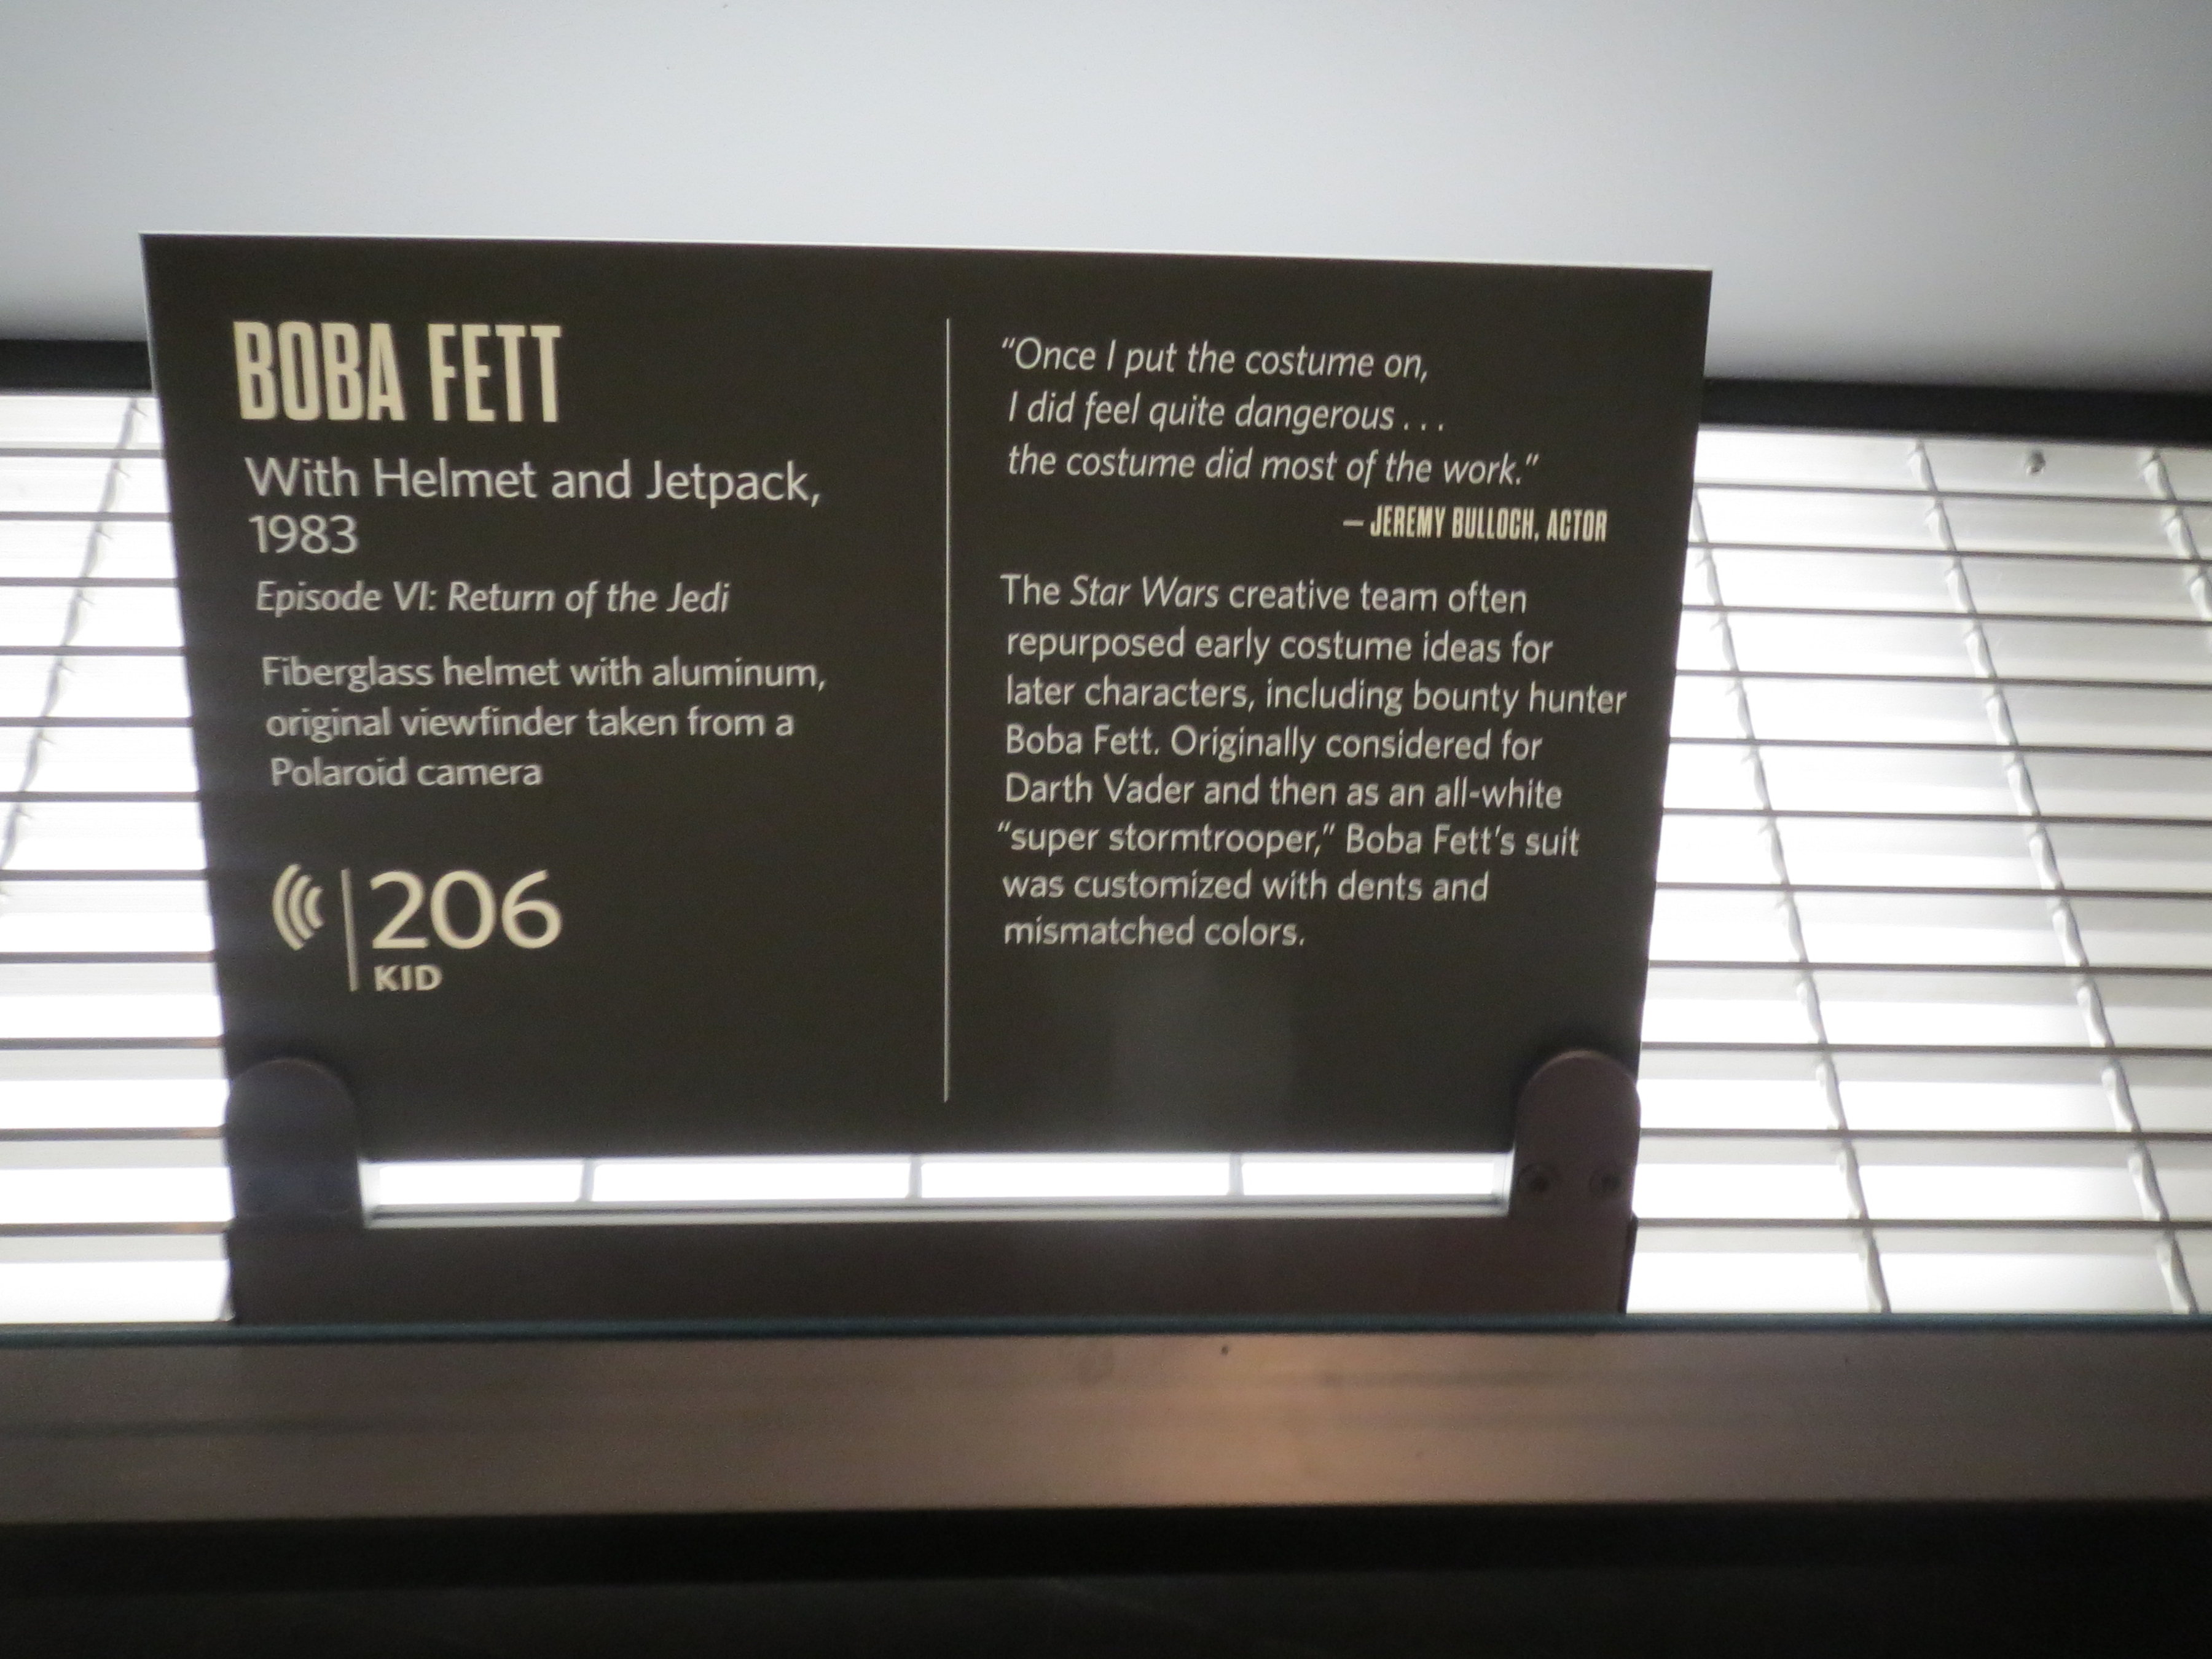 BOBA FETT
With Helmet and Jetpack,
1983
Episode VI: Return of the Jedi
Fiberglass helmet with aluminum,
original viewfinder taken from a
Polaroid camera
206
KID
“Once I put the costume on,
I did feel quite dangerous . . .
the costume did most of the work.”
— JEREMY BULLOCH, ACTOR
The Star Wars creative team often
repurposed early costume ideas for
later characters, including bounty hunter
Boba Fett. Originally considered for
Darth Vader and then as an all-white
“super stormtrooper,” Boba Fett’s suit
was customized with dents and
mismatched colors.